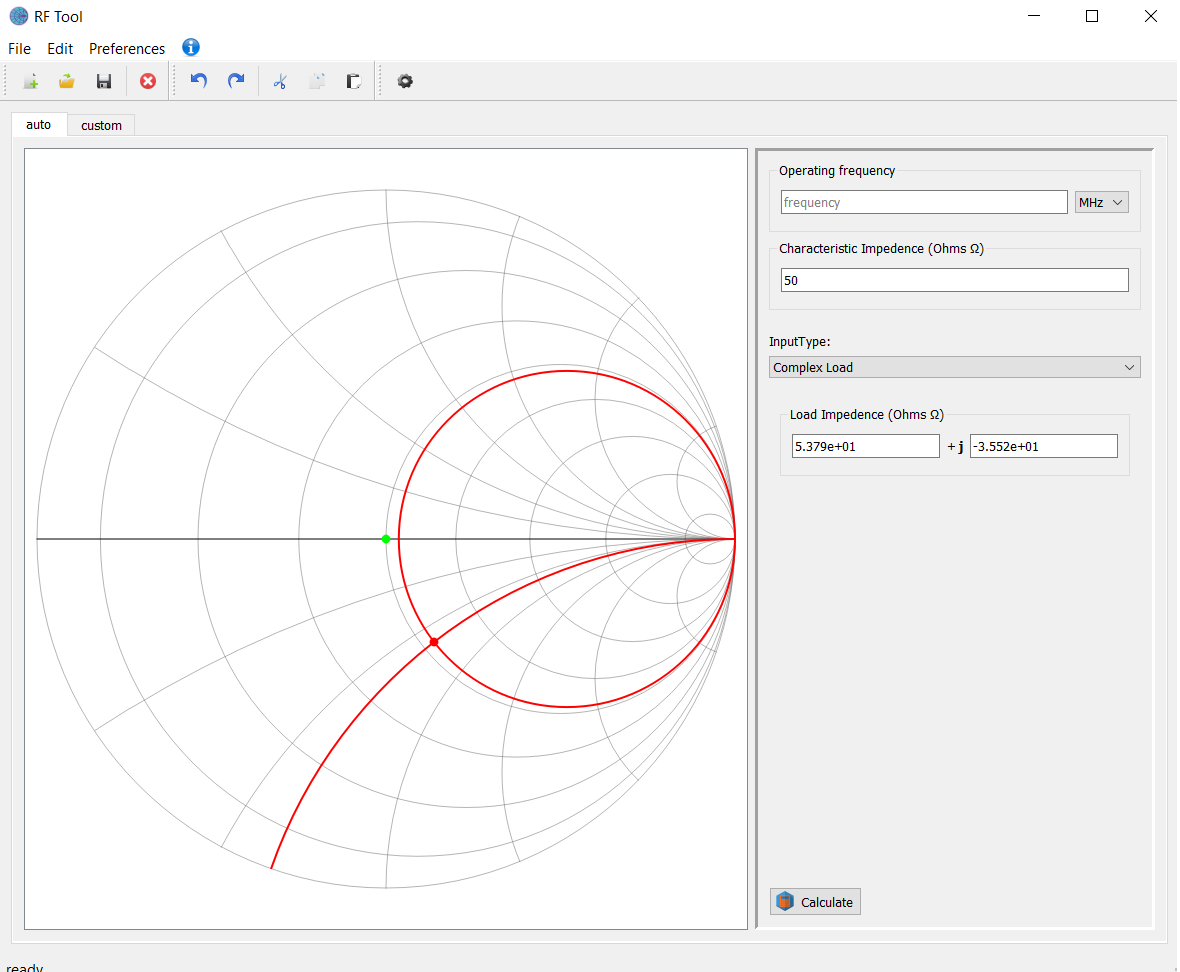 RF Tool
File Edit Preferences
auto custom
Operating frequency
frequency MHz
Characteristic Impedence (Ohms Ω)
50
InputType:
Complex Load
Load Impedence (Ohms Ω)
5.379e+01 + j -3.552e+01
Calculate
ready